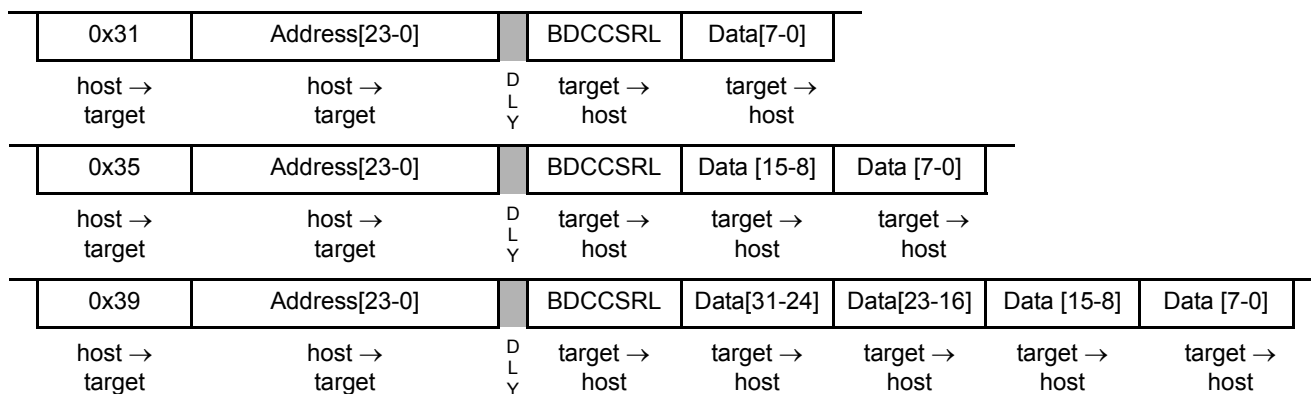 0x31 Address[23-0] BDCCSRL Data[7-0]
host → host → D target → target →
L
target target Y host host
0x35 Address[23-0] BDCCSRL Data [15-8] Data [7-0]
host → host → D target → target → target →
L
target target Y host host host
0x39 Address[23-0] BDCCSRL Data[31-24] Data[23-16] Data [15-8] Data [7-0]
host → host → D target → target → target → target → target →
L
target target Y host host host host host